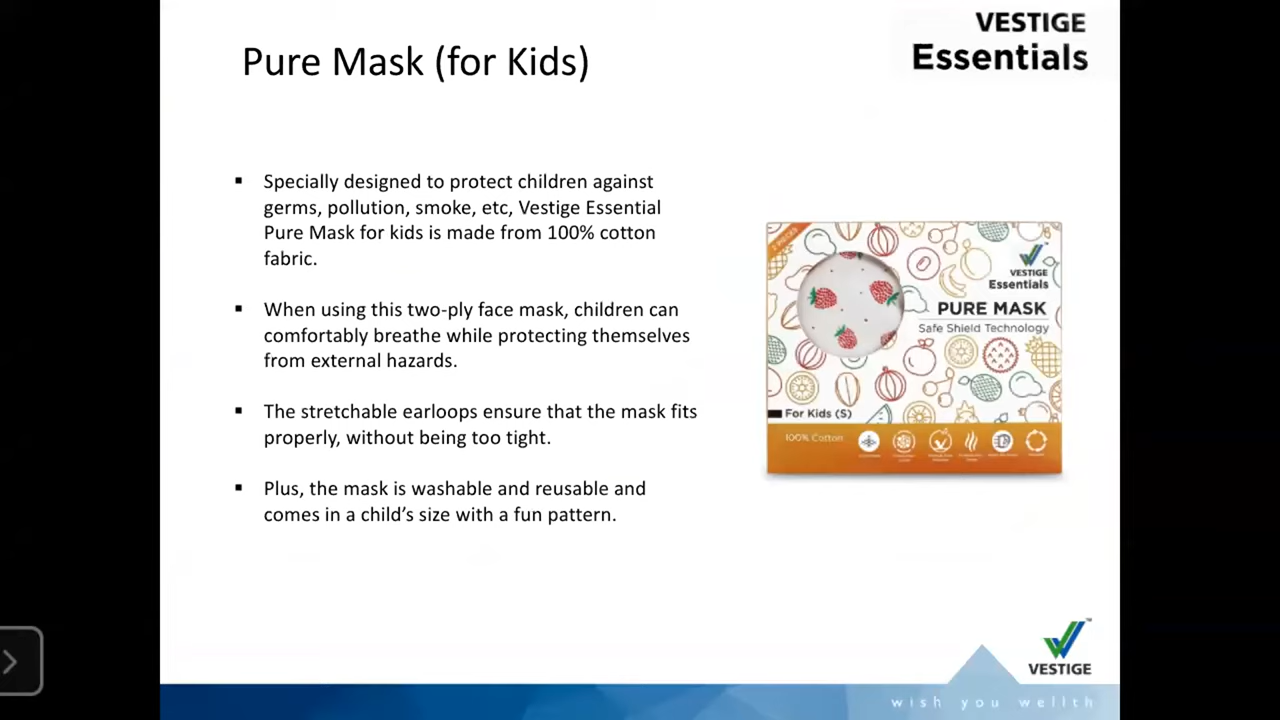 VESTIGE
Essentials
Pure Mask (for Kids)
▪ Specially designed to protect children against
germs, pollution, smoke, etc, Vestige Essential
Pure Mask for kids is made from 100% cotton
fabric.
▪ When using this two-ply face mask, children can
comfortably breathe while protecting themselves
from external hazards.
▪ The stretchable earloops ensure that the mask fits
properly, without being too tight.
▪ Plus, the mask is washable and reusable and
comes in a child’s size with a fun pattern.
VESTIGE
Essentials
PURE MASK
Safe Shield Technology
For Kids (S)
100% Cotton
VESTIGE
wish you wellth